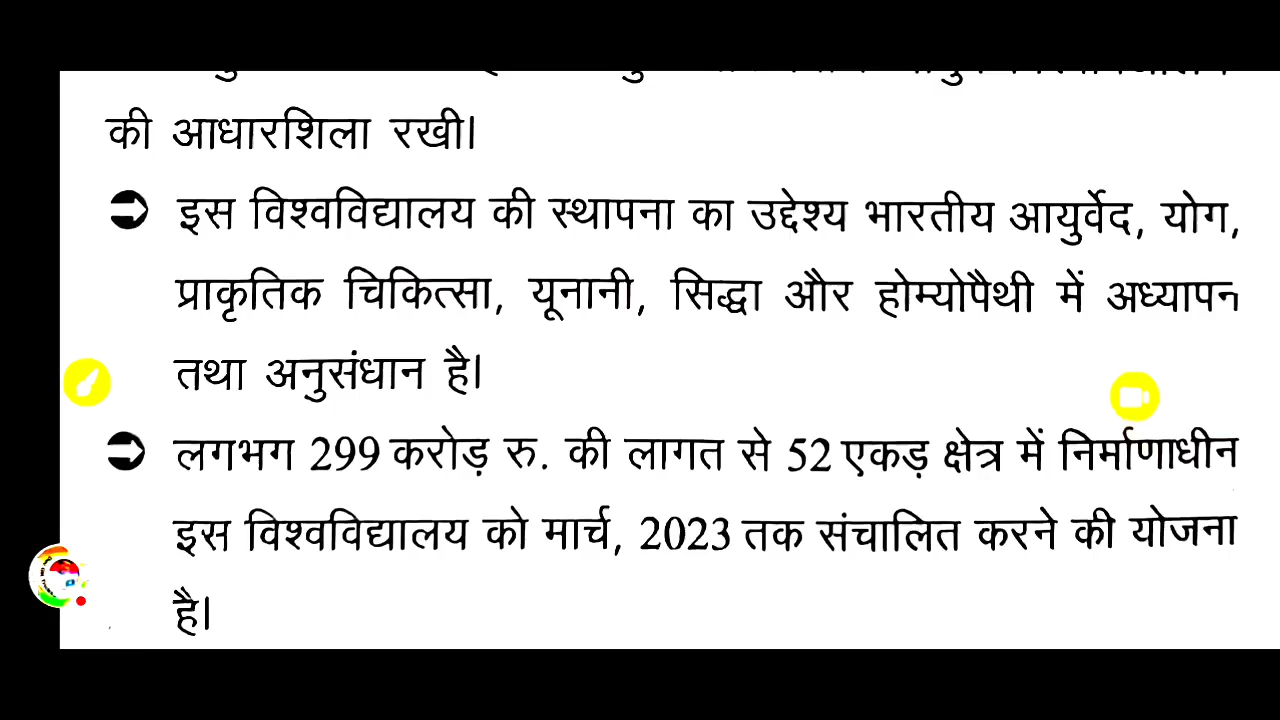 की आधारशिला रखी।
➲ इस विश्वविद्यालय की स्थापना का उद्देश्य भारतीय आयुर्वेद, योग,
प्राकृतिक चिकित्सा, यूनानी, सिद्धा और होम्योपैथी में अध्यापन
तथा अनुसंधान है।
➲ लगभग 299 करोड़ रु. की लागत से 52 एकड़ क्षेत्र में निर्माणाधीन
इस विश्वविद्यालय को मार्च, 2023 तक संचालित करने की योजना
है।